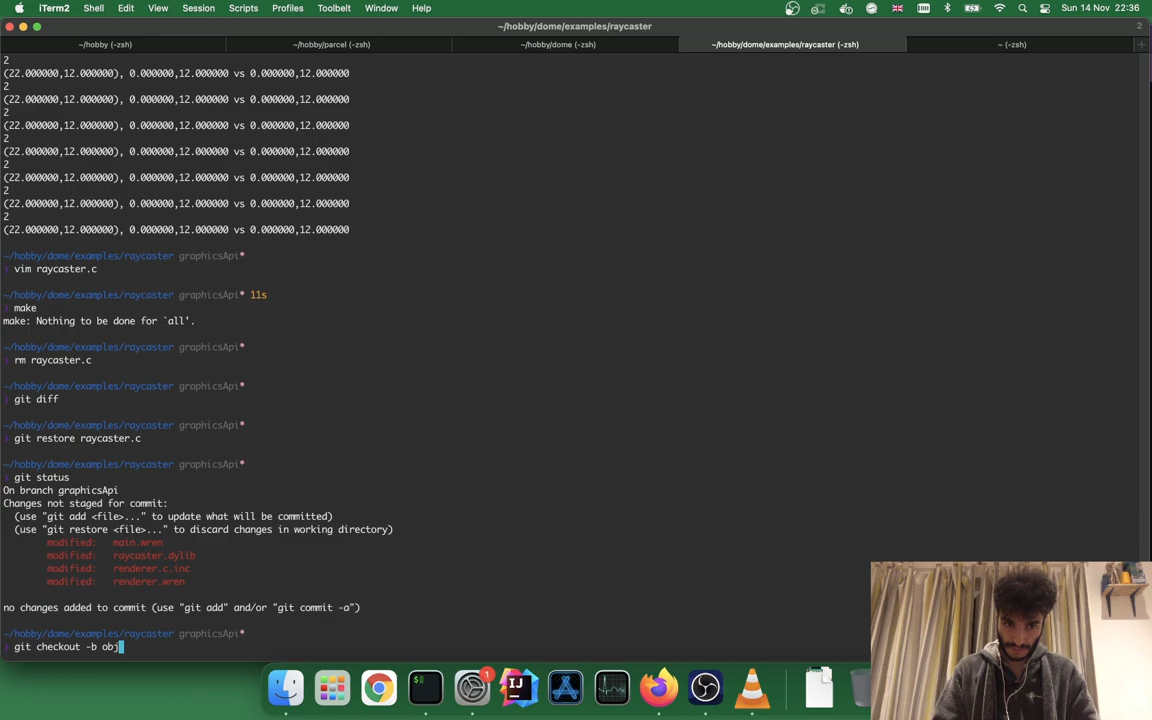 iTerm2 Shell Edit View Session Scripts Profiles Toolbelt Window Help Sun 14 Nov 22:36
~/hobby/dome/examples/raycaster 2
~/hobby (-zsh) ~/hobby/parcel (-zsh) ~/hobby/dome (-zsh) ~/hobby/dome/examples/raycaster (-zsh) ~ (-zsh)
2
(22.000000,12.000000), 0.000000,12.000000 vs 0.000000,12.000000
2
(22.000000,12.000000), 0.000000,12.000000 vs 0.000000,12.000000
2
(22.000000,12.000000), 0.000000,12.000000 vs 0.000000,12.000000
2
(22.000000,12.000000), 0.000000,12.000000 vs 0.000000,12.000000
2
(22.000000,12.000000), 0.000000,12.000000 vs 0.000000,12.000000
2
(22.000000,12.000000), 0.000000,12.000000 vs 0.000000,12.000000
2
(22.000000,12.000000), 0.000000,12.000000 vs 0.000000,12.000000
~/hobby/dome/examples/raycaster graphicsApi*
❯ vim raycaster.c
~/hobby/dome/examples/raycaster graphicsApi* 11s
❯ make
make: Nothing to be done for `all'.
~/hobby/dome/examples/raycaster graphicsApi*
❯ rm raycaster.c
~/hobby/dome/examples/raycaster graphicsApi*
❯ git diff
~/hobby/dome/examples/raycaster graphicsApi*
❯ git restore raycaster.c
~/hobby/dome/examples/raycaster graphicsApi*
❯ git status
On branch graphicsApi
Changes not staged for commit:
(use "git add <file>..." to update what will be committed)
(use "git restore <file>..." to discard changes in working directory)
modified: main.wren
modified: raycaster.dylib
modified: renderer.c.inc
modified: renderer.wren
no changes added to commit (use "git add" and/or "git commit -a")
~/hobby/dome/examples/raycaster graphicsApi*
❯ git checkout -b obj
$
1
IJ